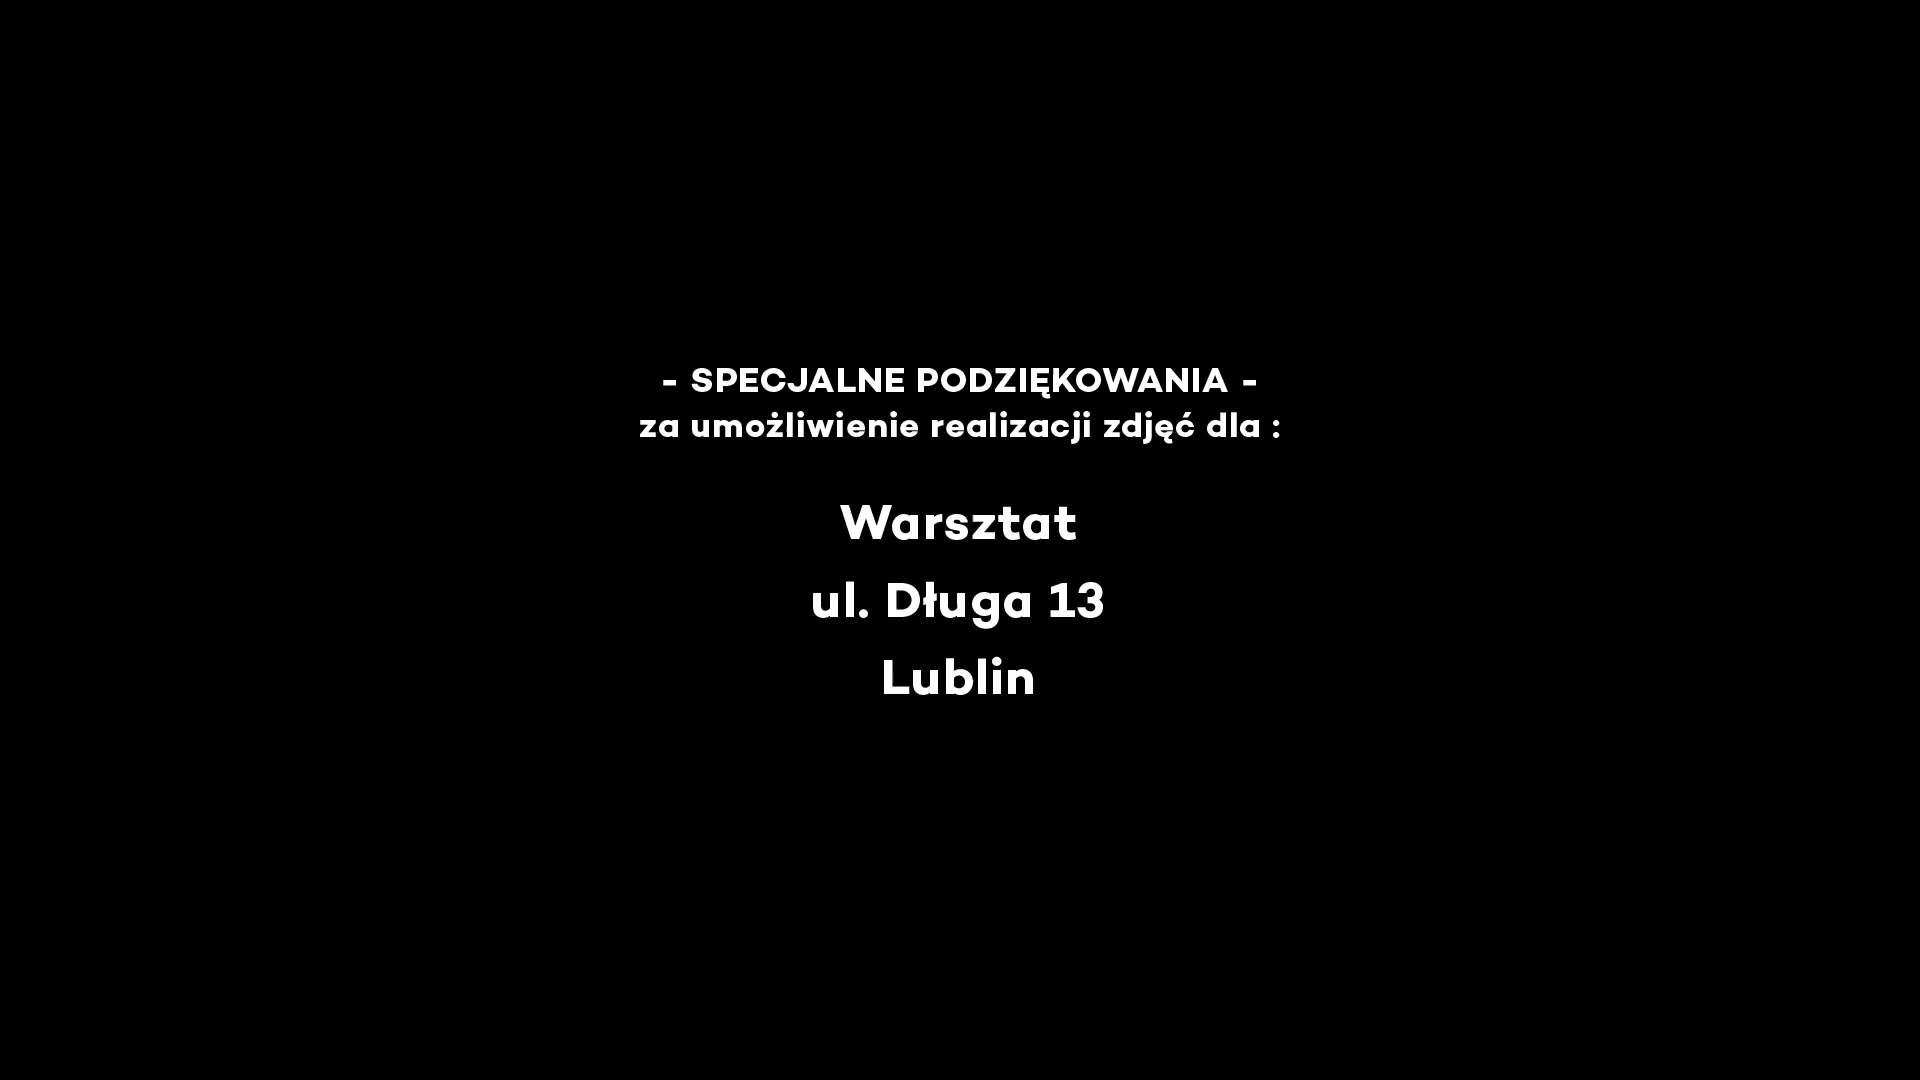 - SPECJALNE PODZIĘKOWANIA -
za umożliwienie realizacji zdjęć dla :
Warsztat
ul. Długa 13
Lublin